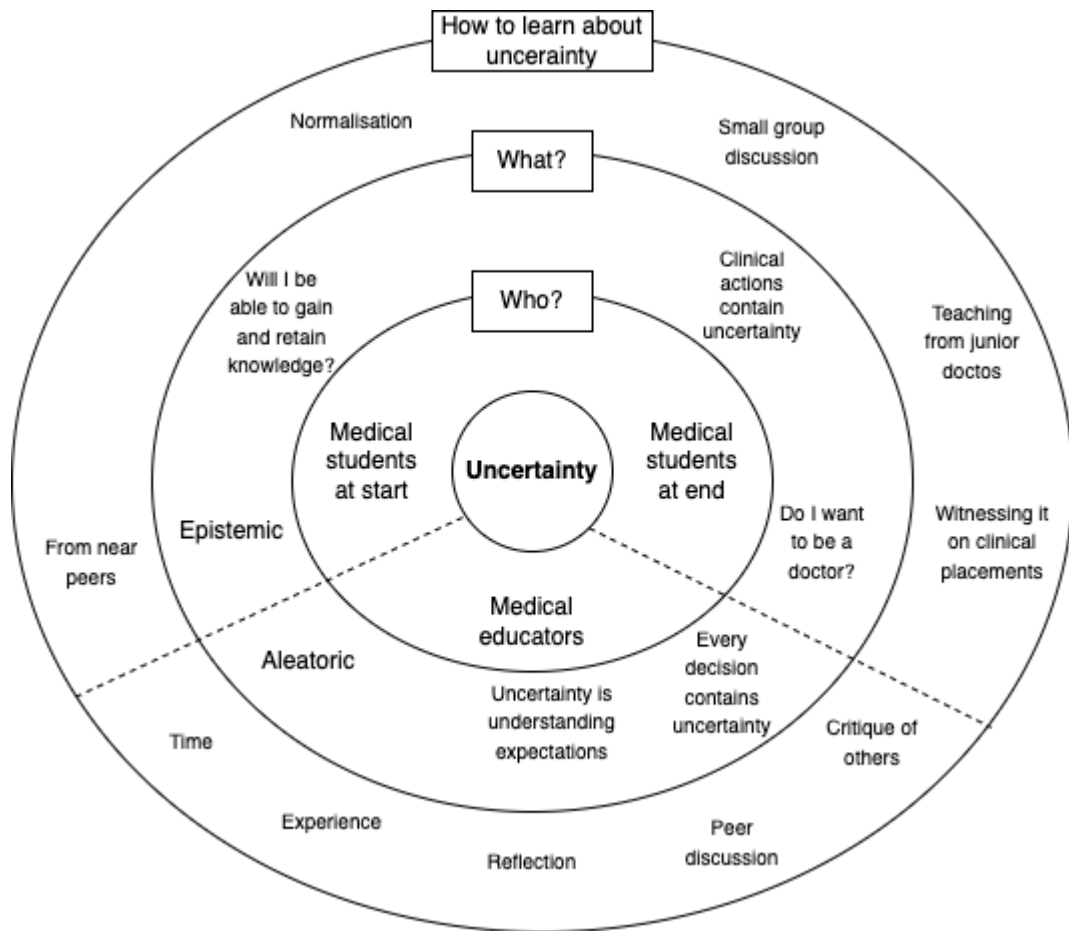 How to learn about
uncerainty
Normalisation
Small group
discussion
What?
Will I be
able to gain
and retain
knowledge?
Clinical
actions
contain
uncertainty
Who?
Teaching
from junior
doctos
Medical
students
at start
Uncertainty
Medical
students
at end
Epistemic
From near
peers
Do I want
to be a
doctor?
Witnessing it
on clinical
placements
Medical
educators
Aleatoric
Uncertainty is
understanding
expectations
Every
decision
contains
uncertainty
Time
Critique of
others
Experience
Reflection
Peer
discussion